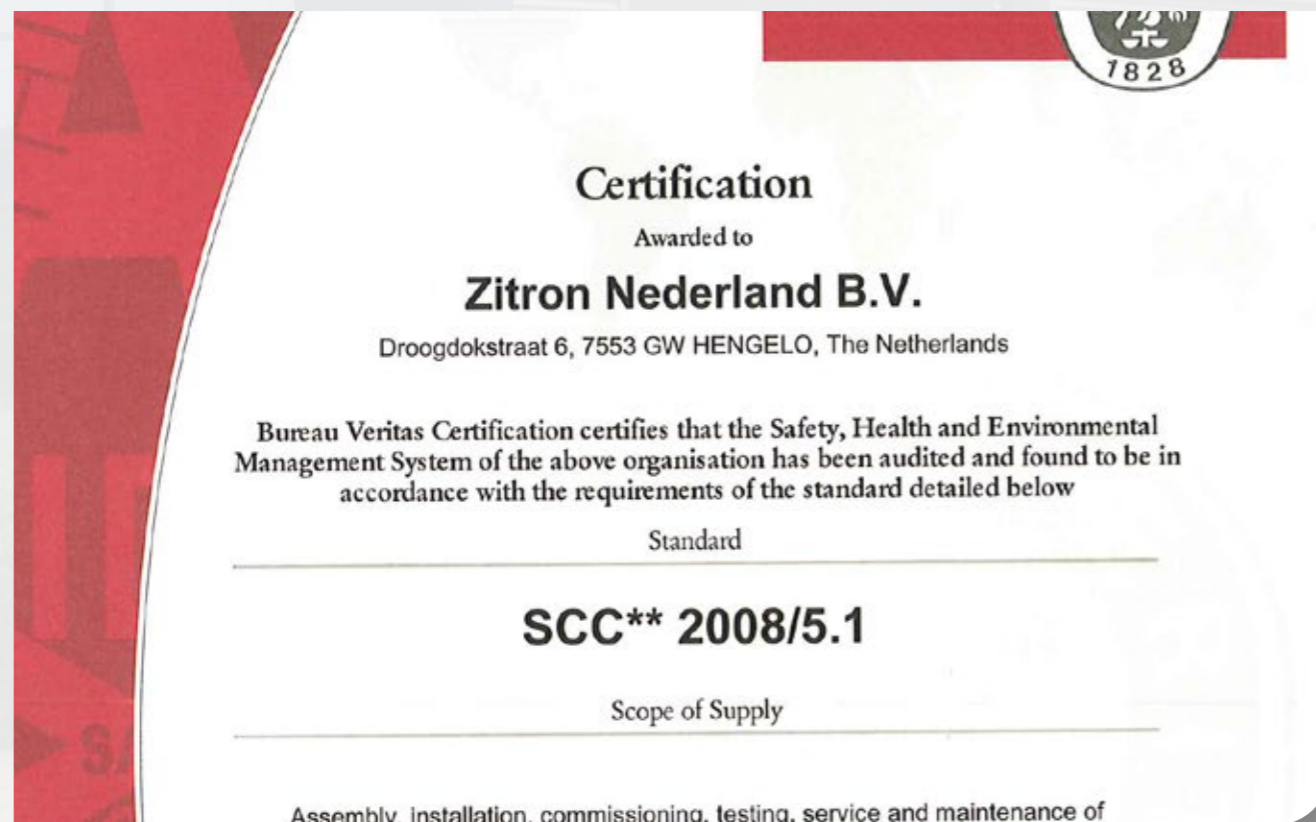 1828
Certification
Awarded to
Zitron Nederland B.V.
Droogdokstraat 6, 7553 GW HENGELO, The Netherlands
Bureau Veritas Certification certifies that the Safety, Health and Environmental
Management System of the above organisation has been audited and found to be in
accordance with the requirements of the standard detailed below
Standard
SCC** 2008/5.1
Scope of Supply
Assembly, installation, commissioning, testing, service and maintenance of